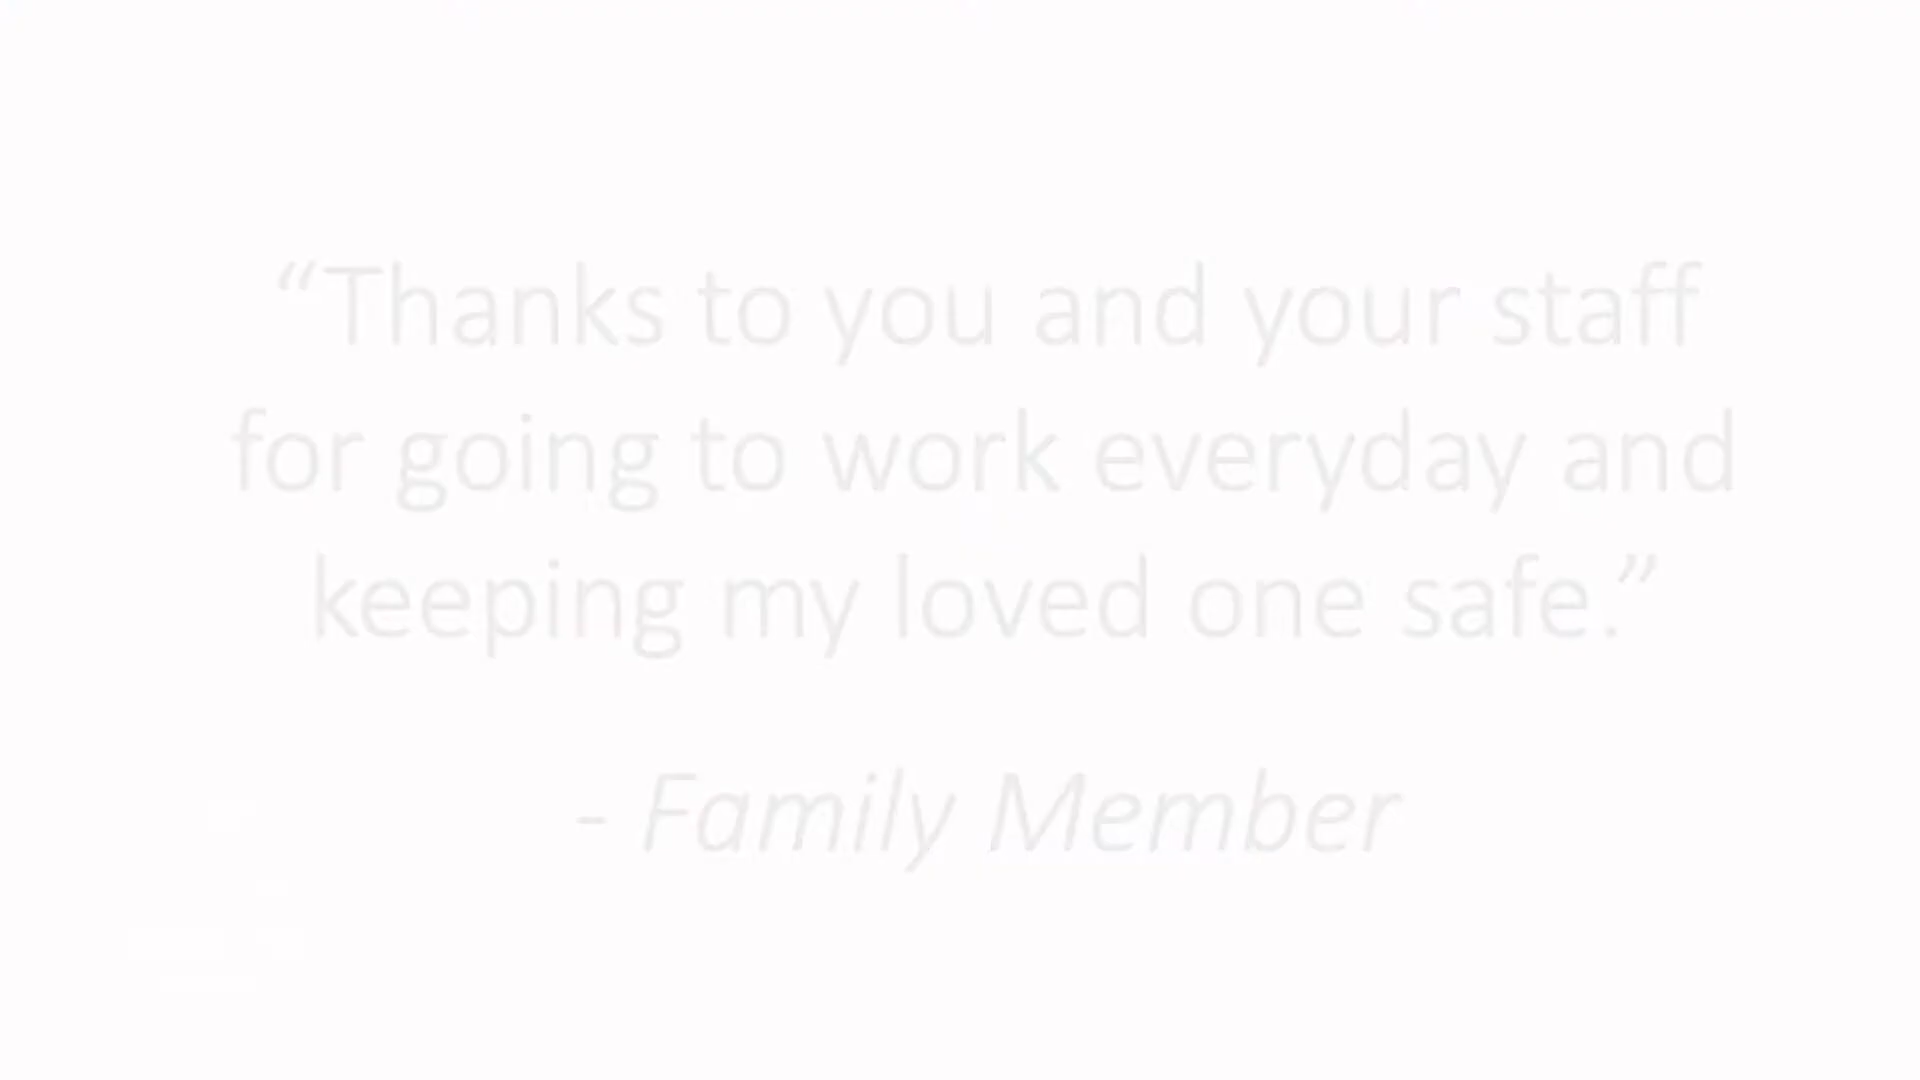 “Thanks to you and your staff
for going to work everyday and
keeping my loved one safe.”
- Family Member